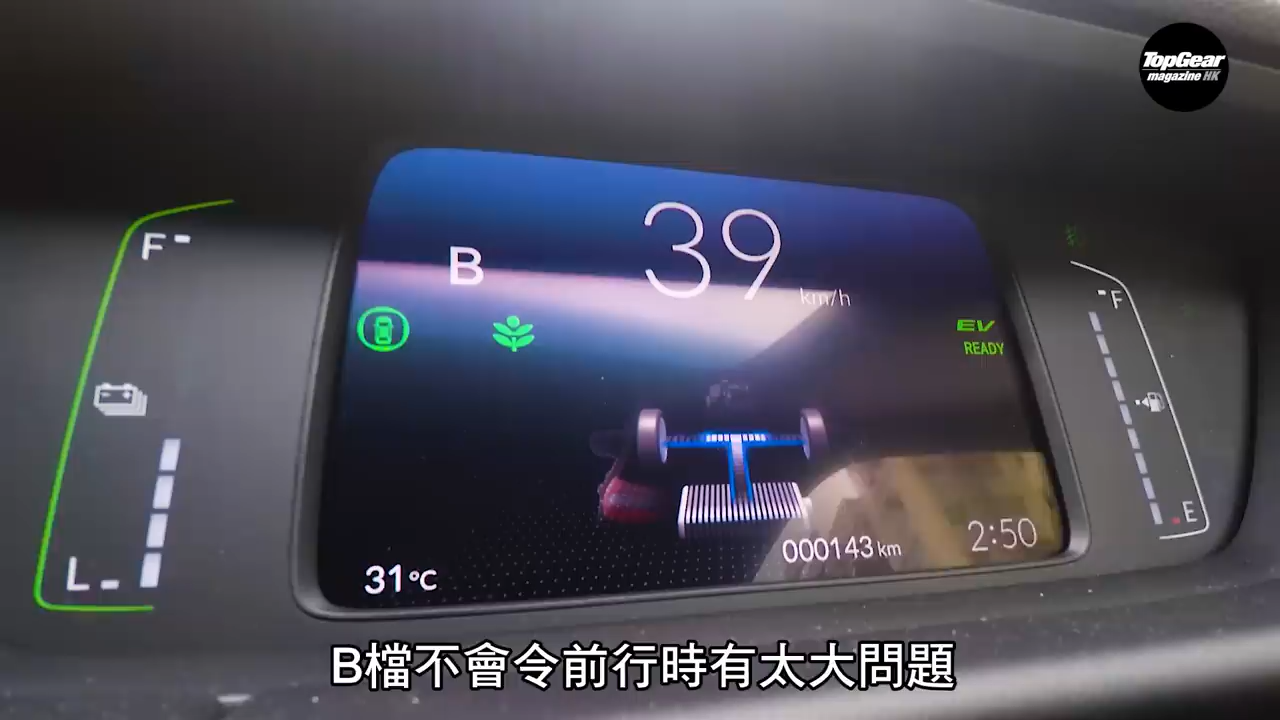 TopGear
magazine HK
F
39
B
km/h
F
EV
READY
E
2:50
000143 km
L
31°C
B檔不會令前行時有太大問題